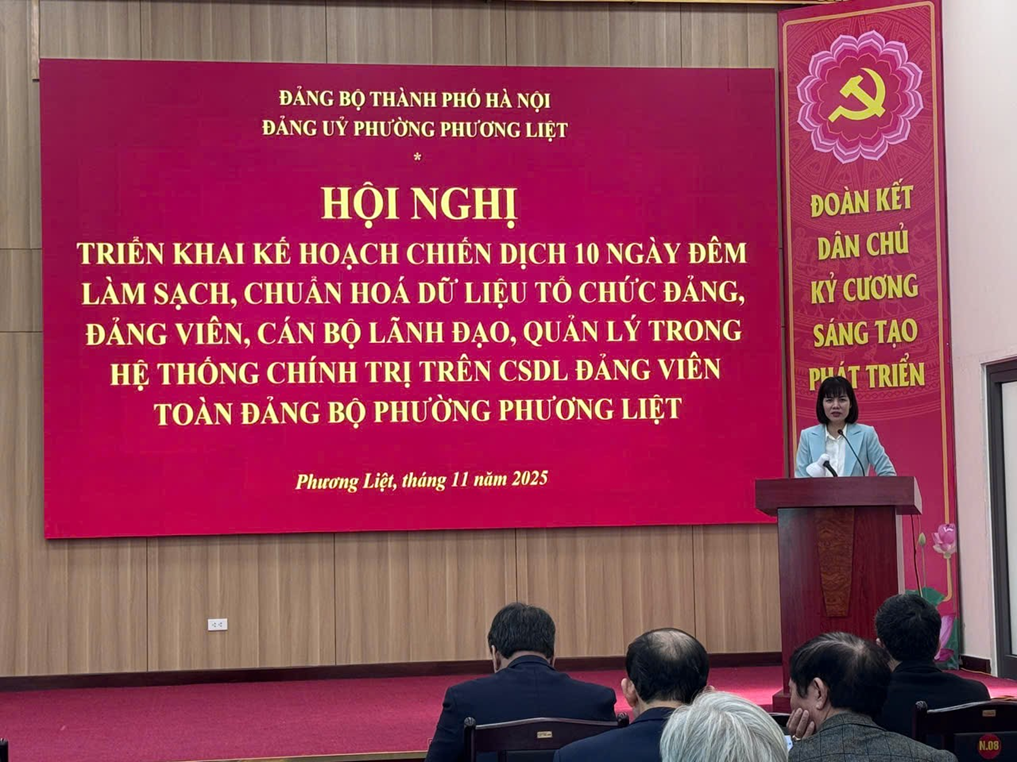 ĐẢNG BỘ THÀNH PHỐ HÀ NỘI
ĐẢNG UỶ PHƯỜNG PHƯƠNG LIỆT
*
HỘI NGHỊ
TRIỂN KHAI KẾ HOẠCH CHIẾN DỊCH 10 NGÀY ĐÊM
LÀM SẠCH, CHUẨN HOÁ DỮ LIỆU TỔ CHỨC ĐẢNG,
ĐẢNG VIÊN, CÁN BỘ LÃNH ĐẠO, QUẢN LÝ TRONG
HỆ THỐNG CHÍNH TRỊ TRÊN CSDL ĐẢNG VIÊN
TOÀN ĐẢNG BỘ PHƯỜNG PHƯƠNG LIỆT
Phương Liệt, tháng 11 năm 2025
ĐOÀN KẾT
DÂN CHỦ
KỶ CƯƠNG
SÁNG TẠO
PHÁT TRIỂN
N.08